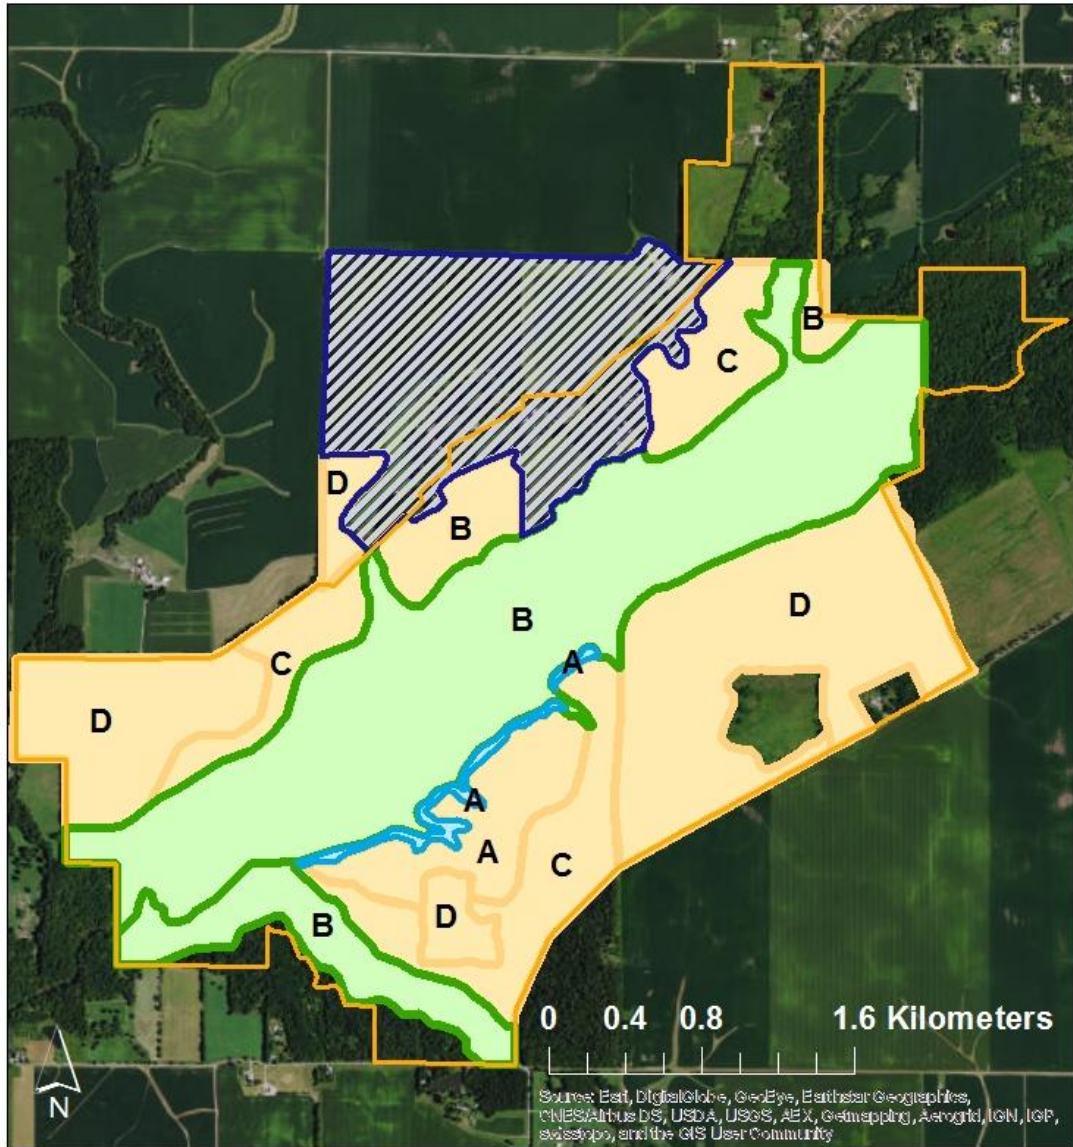 B
C
D
B
B
D
A
C
D
A
A
C
D
B
0 0.4 0.8 1.6 Kilometers
N
Source: Esri, DigitalGlobe, GeoEye, Earthstar Geographics,
CNES/Airbus DS, USDA, USGS, AEX, Getmapping, Aerogrid, IGN, IGP,
swisstopo, and the GIS User Community